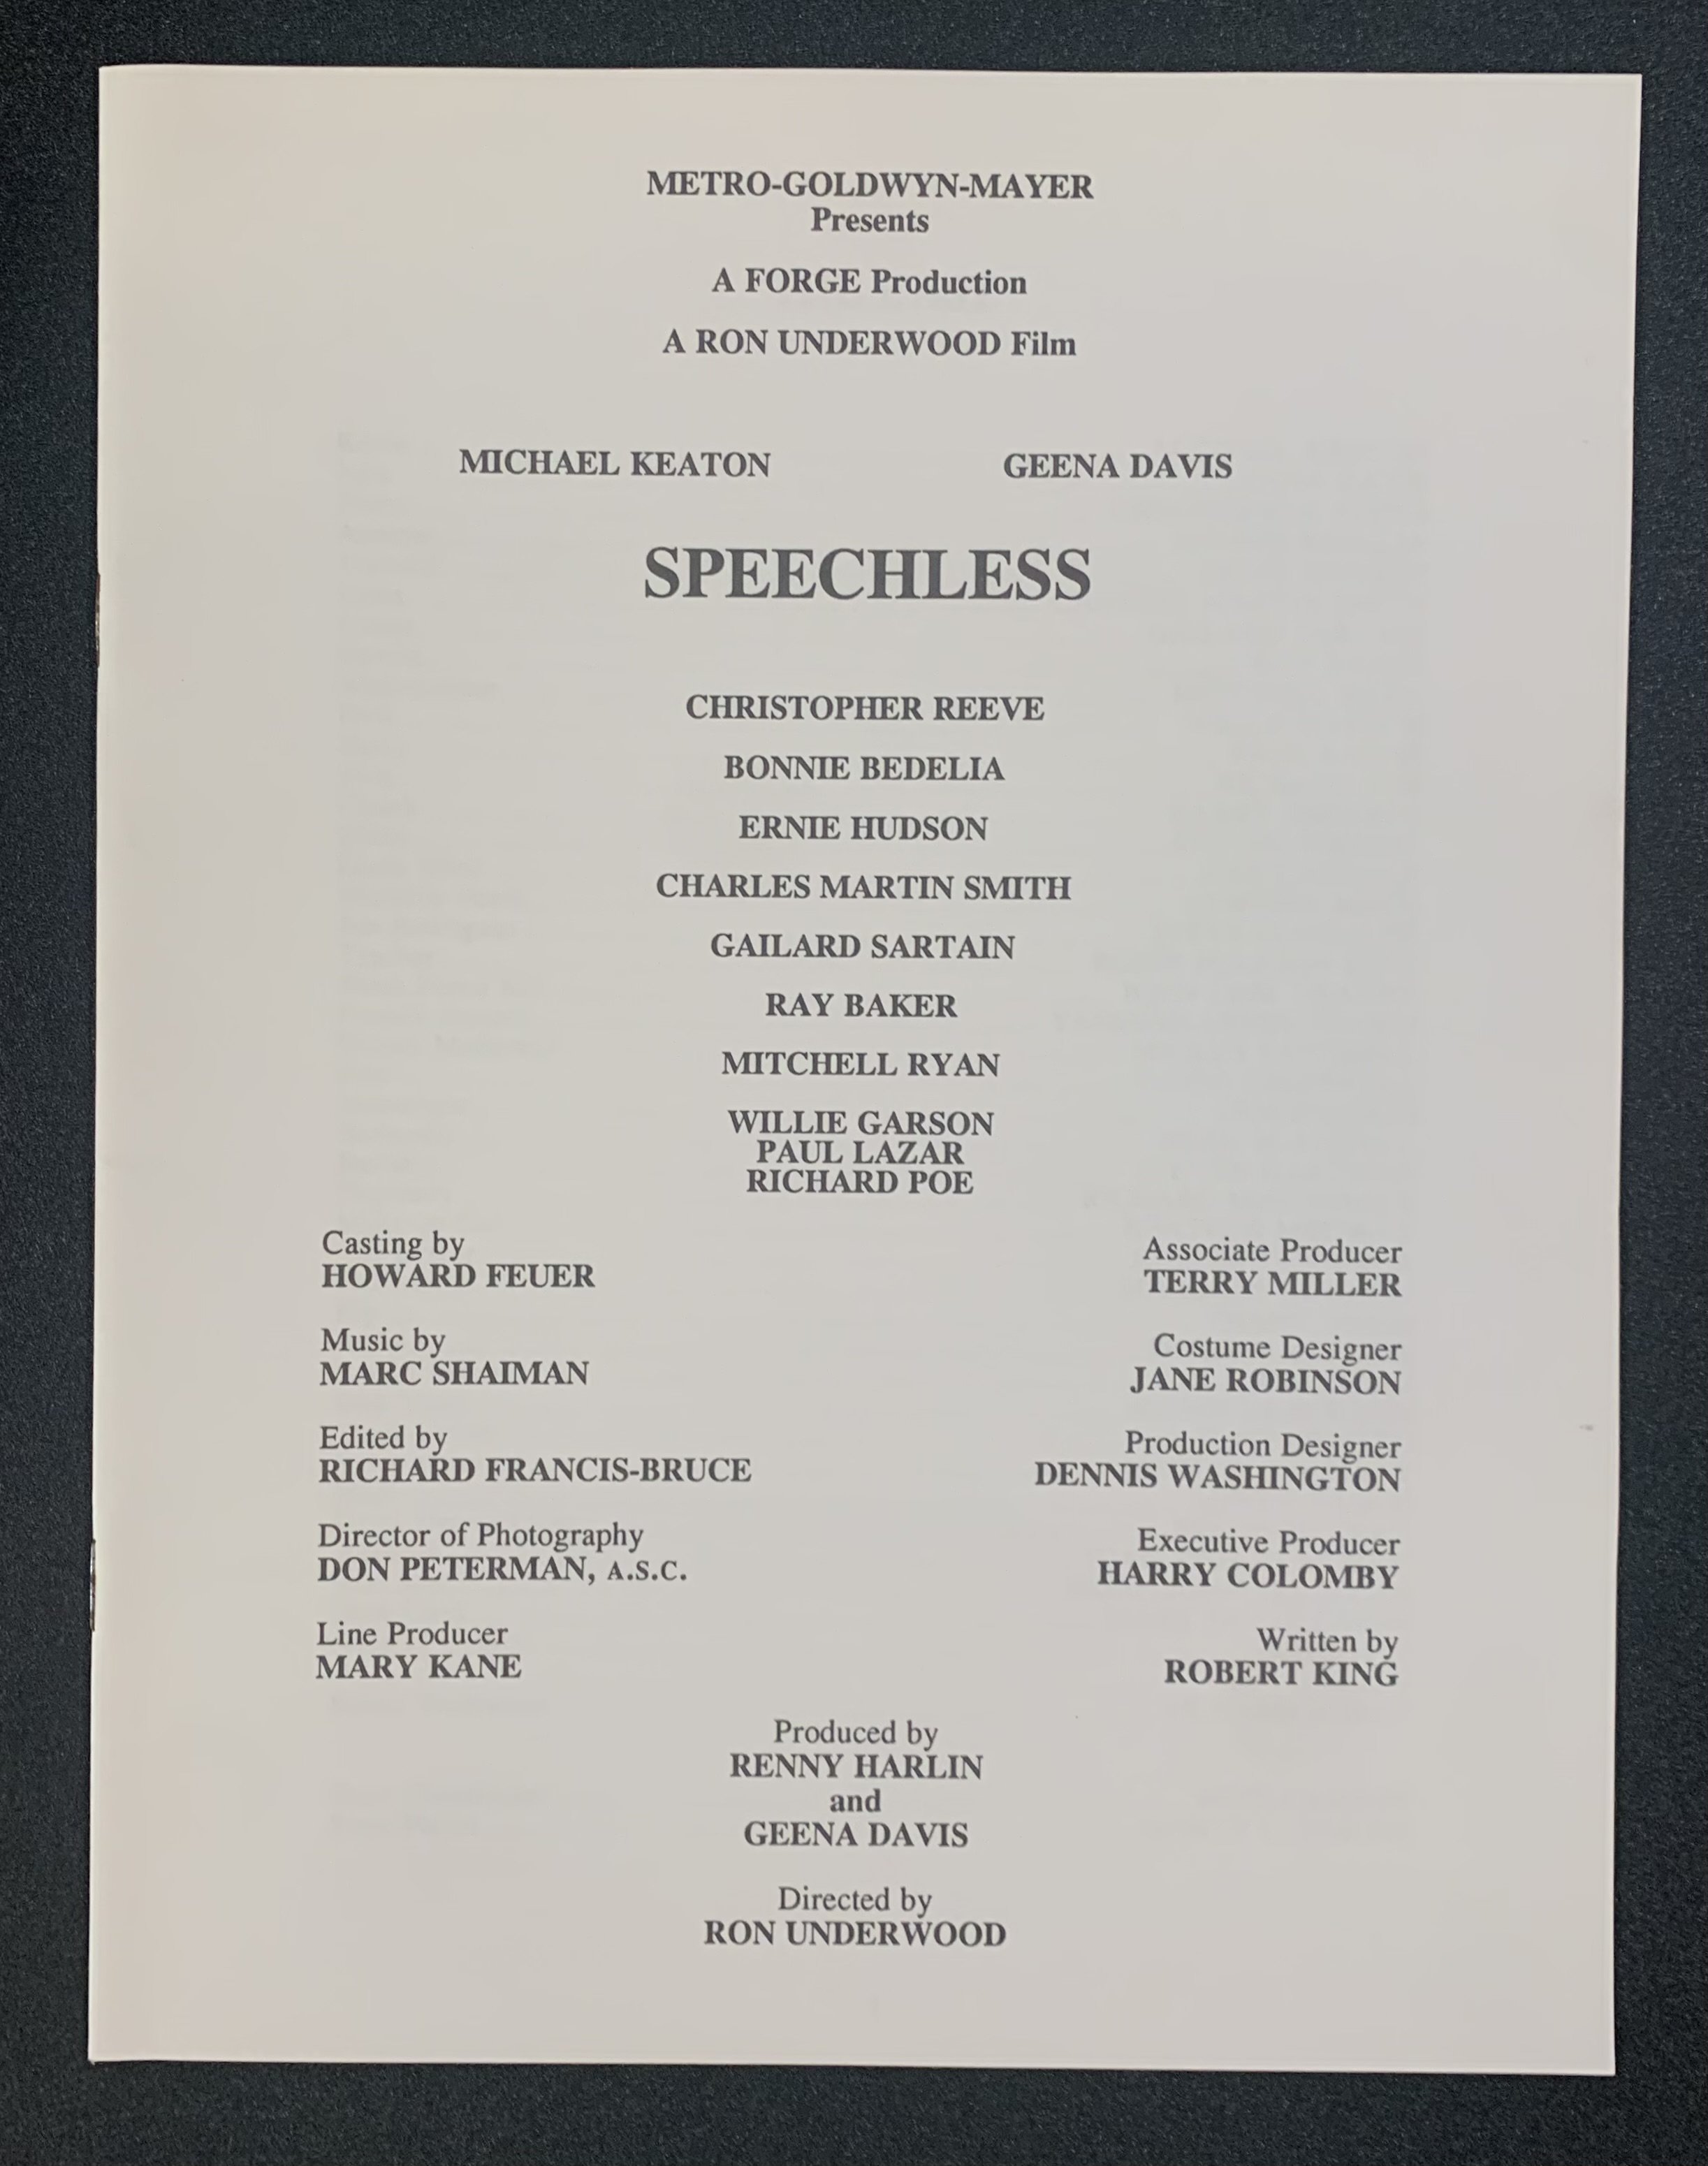 METRO-GOLDWYN-MAYER
Presents
A FORGE Production
A RON UNDERWOOD Film
MICHAEL KEATON GEENA DAVIS
SPEECHLESS
CHRISTOPHER REEVE
BONNIE BEDELIA
ERNIE HUDSON
CHARLES MARTIN SMITH
GAILARD SARTAIN
RAY BAKER
MITCHELL RYAN
WILLIE GARSON
PAUL LAZAR
RICHARD POE
Casting by
HOWARD FEUER
Associate Producer
TERRY MILLER
Music by
MARC SHAIMAN
Costume Designer
JANE ROBINSON
Edited by
RICHARD FRANCIS-BRUCE
Production Designer
DENNIS WASHINGTON
Director of Photography
DON PETERMAN, A.S.C.
Executive Producer
HARRY COLOMBY
Line Producer
MARY KANE
Written by
ROBERT KING
Produced by
RENNY HARLIN
and
GEENA DAVIS
Directed by
RON UNDERWOOD